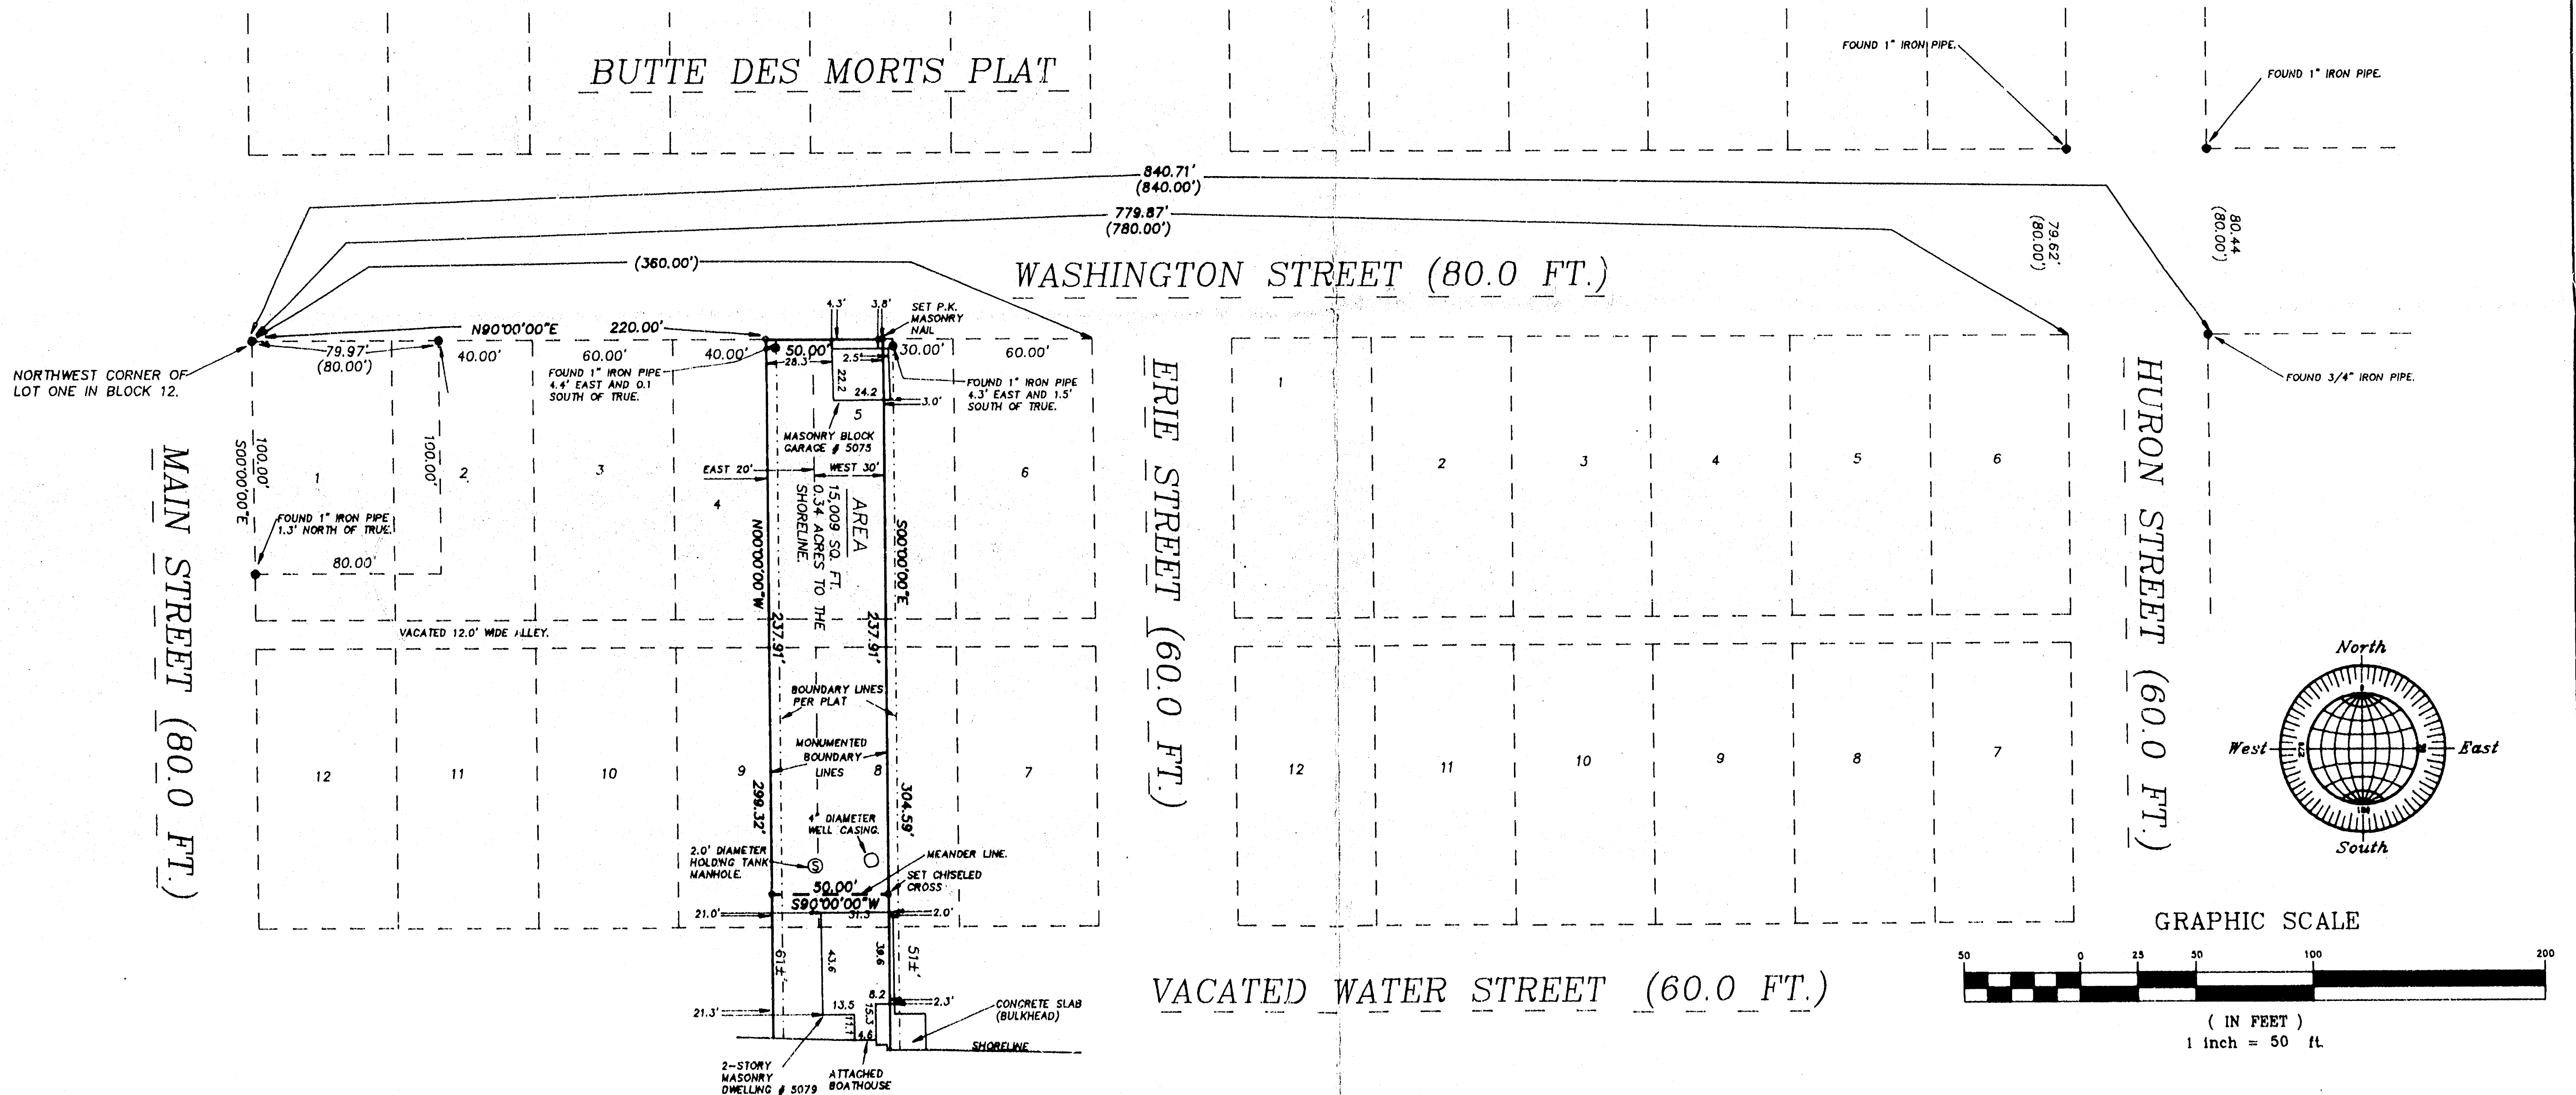 BUTTE DES MORTS PLAT
FOUND 1" IRON PIPE.
FOUND 1" IRON PIPE.
840.71'
(840.00')
779.87'
(780.00')
(360.00')
79.62'
(80.00')
80.44
(80.00')
WASHINGTON STREET (80.0 FT.)
N90°00'00"E
220.00'
4.3'
3.8'
SET P.K.
MASONRY
NAIL
79.97'
(80.00')
40.00'
60.00'
40.00'
50.00'
30.00'
60.00'
28.3
2.5'
NORTHWEST CORNER OF
LOT ONE IN BLOCK 12.
FOUND 1" IRON PIPE
4.4' EAST AND 0.1
SOUTH OF TRUE.
22.2
24.2
3.0'
FOUND 1" IRON PIPE
4.3' EAST AND 1.5'
SOUTH OF TRUE.
FOUND 3/4" IRON PIPE.
5
MASONRY BLOCK
GARAGE # 5075
EAST 20'
WEST 30'
MAIN STREET (80.0 FT.)
100.00'
S00°00'00"E
100.00'
1
2
3
4
6
1
2
3
4
5
6
FOUND 1" IRON PIPE
1.3' NORTH OF TRUE.
80.00'
AREA
15,009 SQ. FT.
0.34 ACRES TO THE
SHORELINE.
N00°00'00"W
S00°00'00"E
237.91'
237.91'
ERIE STREET (60.0 FT.)
HURON STREET (60.0 FT.)
VACATED 12.0' WIDE ALLEY.
BOUNDARY LINES
PER PLAT
MONUMENTED
BOUNDARY
LINES
12
11
10
9
8
7
12
11
10
9
8
7
299.32'
304.59'
4" DIAMETER
WELL CASING.
2.0' DIAMETER
HOLDING TANK
MANHOLE.
S
MEANDER LINE.
SET CHISELED
CROSS
50.00'
S90°00'00"W
21.0'
31.3
2.0'
61±'
43.6
39.6
51±'
8.2
2.3'
13.5
15.3
11.1
4.6
21.3'
CONCRETE SLAB
(BULKHEAD)
SHORELINE
2-STORY
MASONRY
DWELLING # 5079
ATTACHED
BOATHOUSE
VACATED WATER STREET (60.0 FT.)
North
0
West
270
East
180
South
GRAPHIC SCALE
50 0 25 50 100 200
( IN FEET )
1 inch = 50 ft.